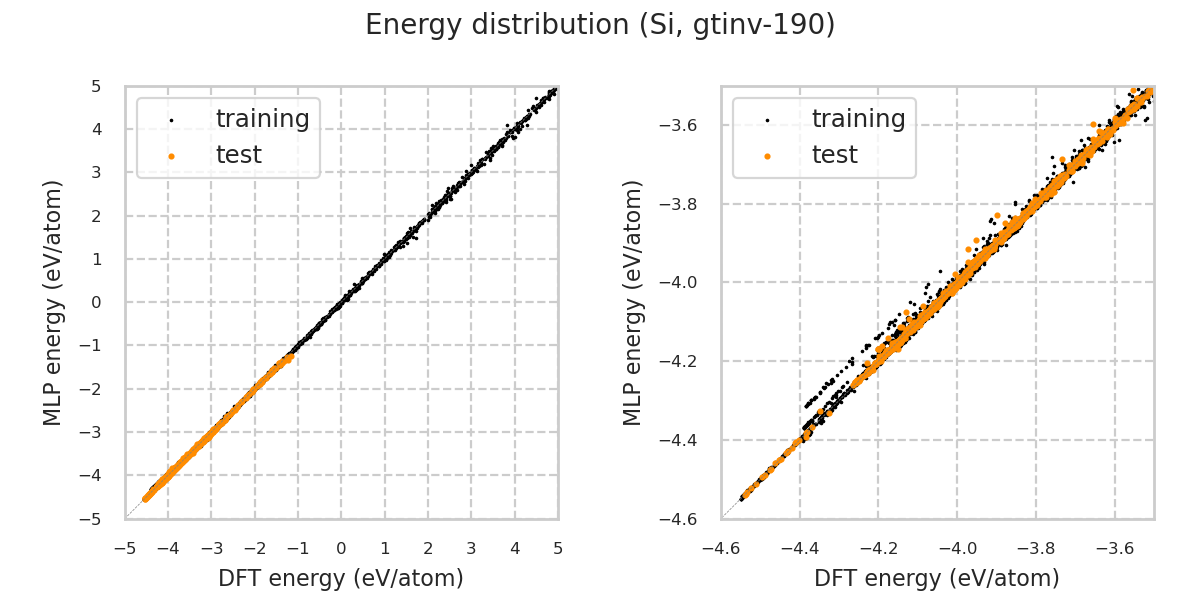 Energy distribution (Si, gtinv-190)
MLP energy (eV/atom)
5
4
3
2
1
0
−1
−2
−3
−4
−5
training
test
−5 −4 −3 −2 −1 0 1 2 3 4 5
DFT energy (eV/atom)
MLP energy (eV/atom)
−3.6
−3.8
−4.0
−4.2
−4.4
−4.6
training
test
−4.6 −4.4 −4.2 −4.0 −3.8 −3.6
DFT energy (eV/atom)